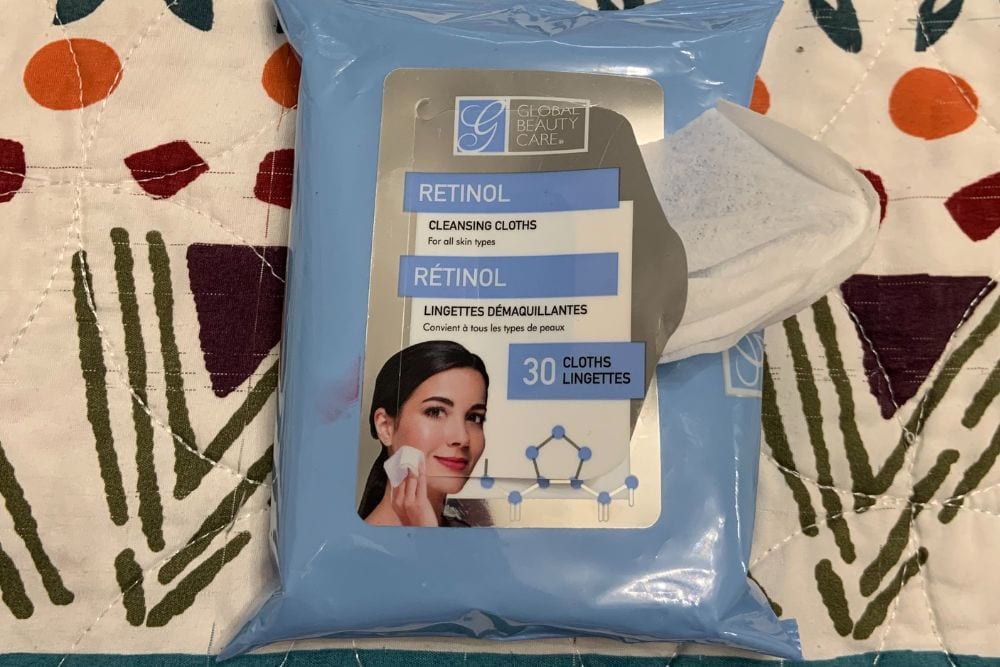 G GLOBAL
BEAUTY
CARE®
RETINOL
CLEANSING CLOTHS
For all skin types
RÉTINOL
LINGETTES DÉMAQUILLANTES
Convient à tous les types de peaux
30 CLOTHS
LINGETTES